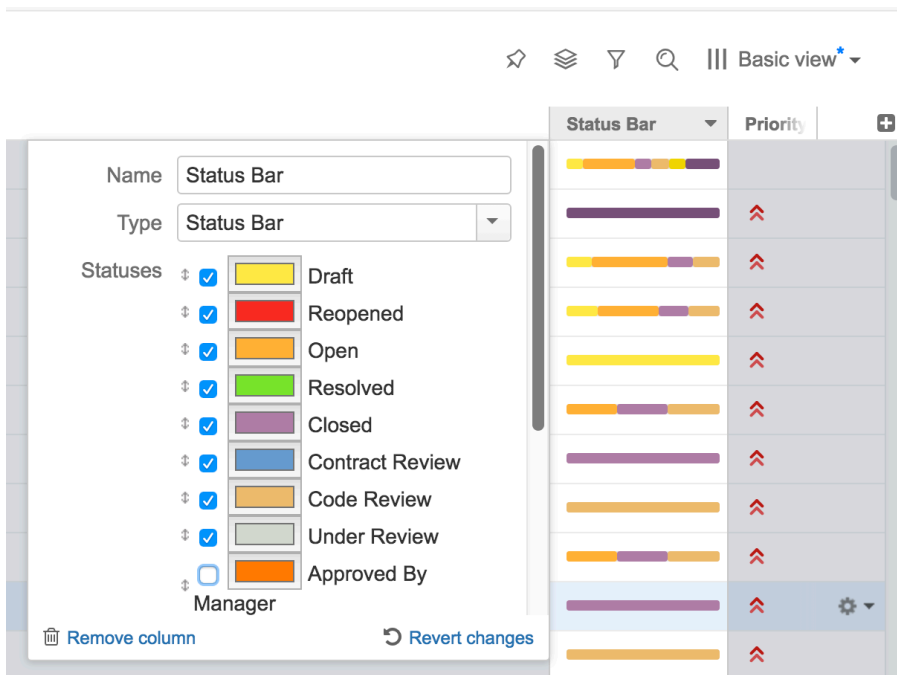 Basic view*
Status Bar Priority
Name Status Bar
Type Status Bar
Statuses
Draft
Reopened
Open
Resolved
Closed
Contract Review
Code Review
Under Review
Approved By
Manager
Remove column Revert changes